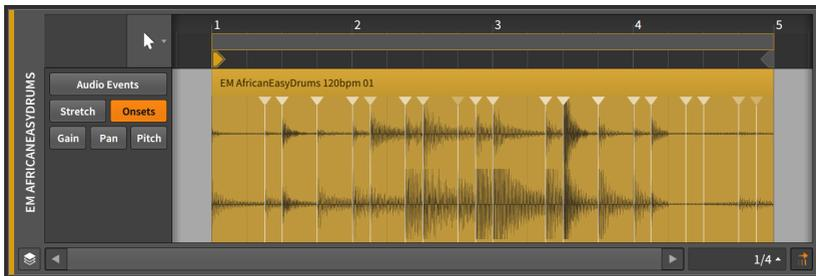 1 2 3 4 5
EM AfricanEasyDrums 120bpm 01
EM AFRICANEASYDRUMS
Audio Events
Stretch Onsets
Gain Pan Pitch
1/4